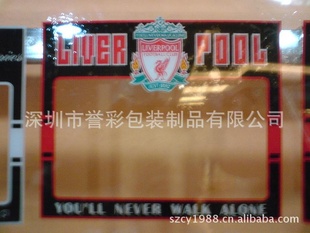 LIVER POOL
LIVERPOOL
深圳市誉彩包装制品有限公司
YOU'LL NEVER WALK ALONE
szcy1988.cn.alibaba.com